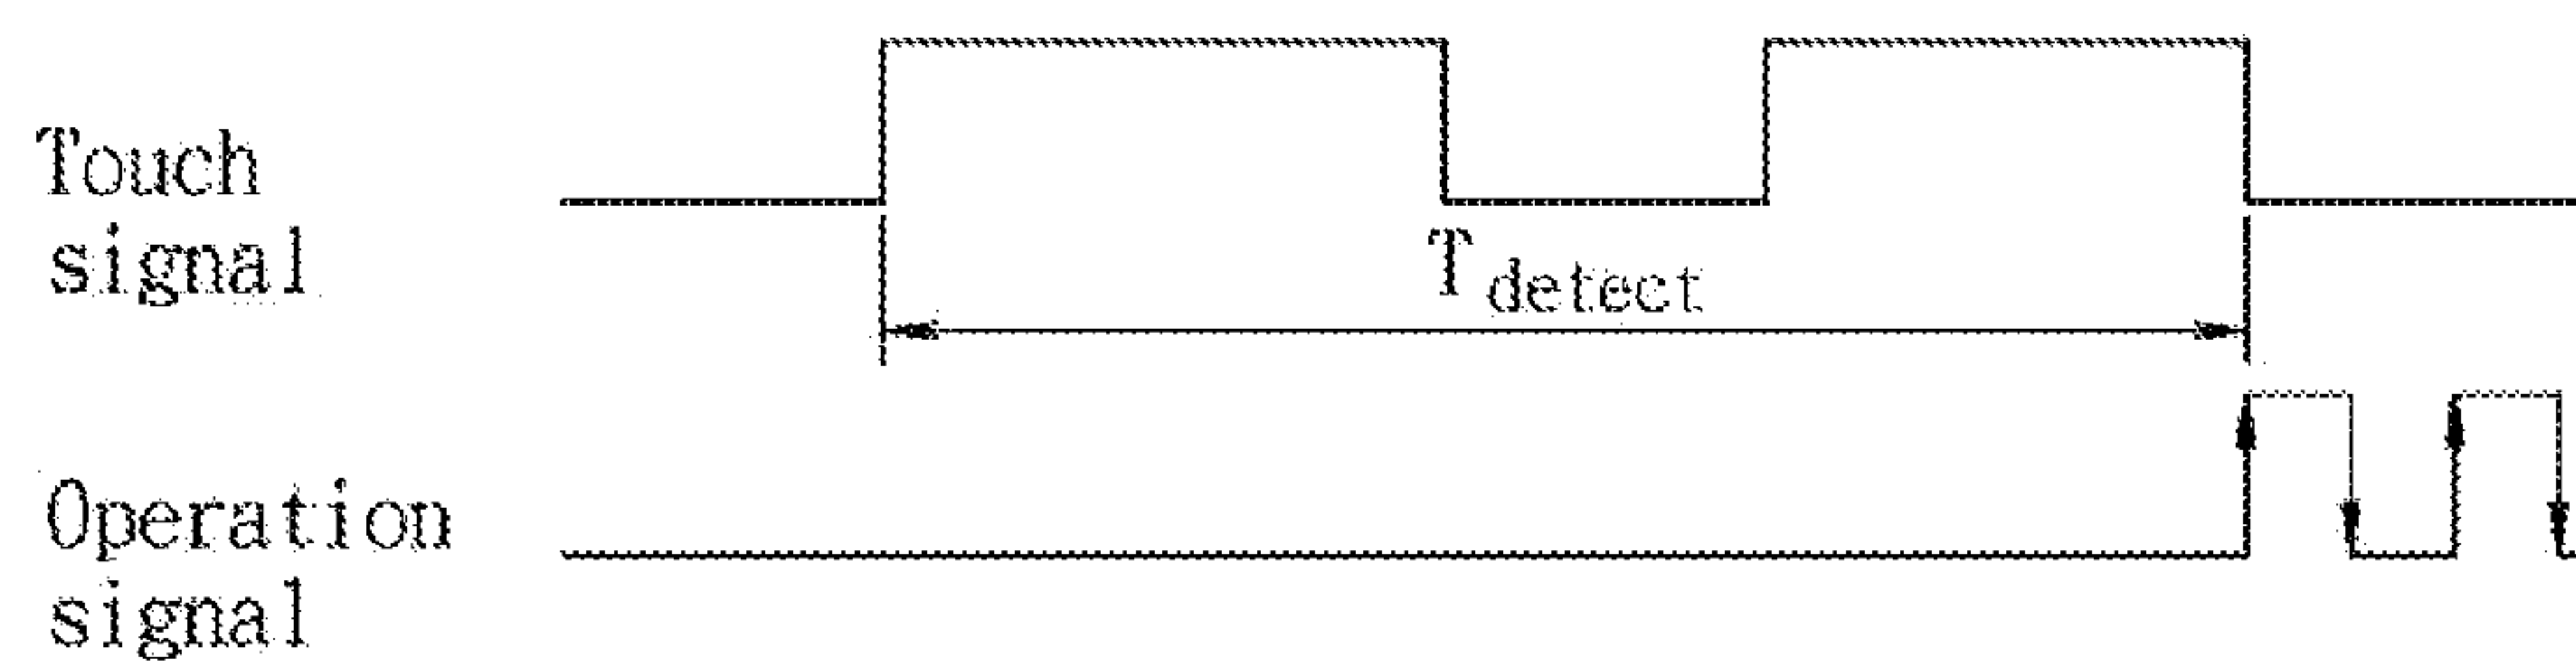 Touch
signal
T detect
Operation
signal